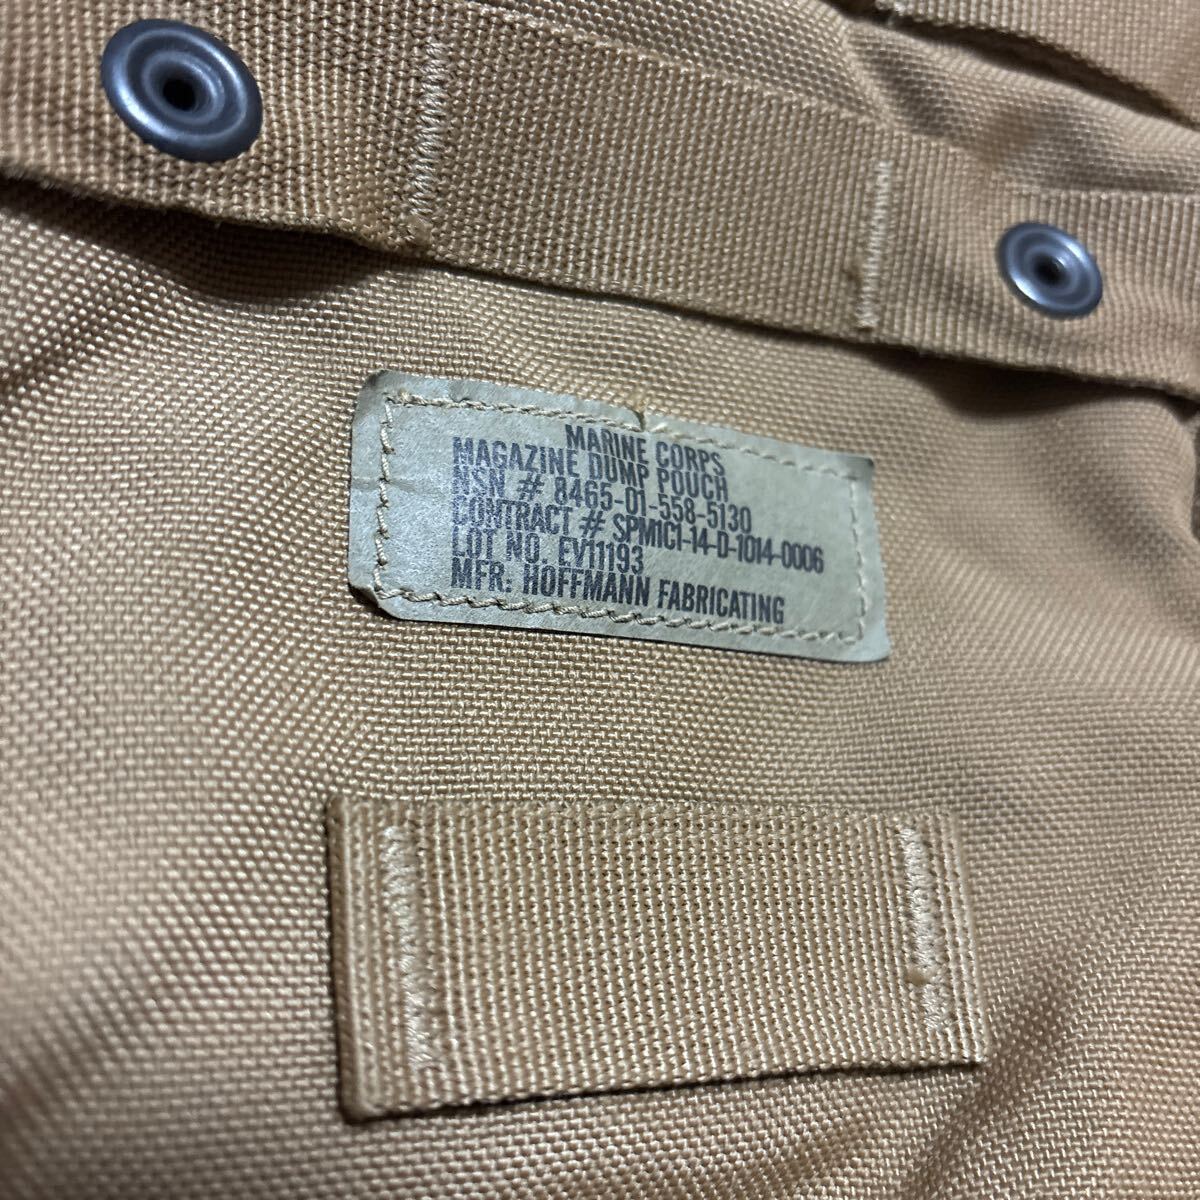 MARINE CORPS
MAGAZINE DUMP POUCH
NSN # 8465-01-558-5130
CONTRACT # SPM1C1-14-D-1014-0006
LOT NO. EV11193
MFR: HOFFMANN FABRICATING